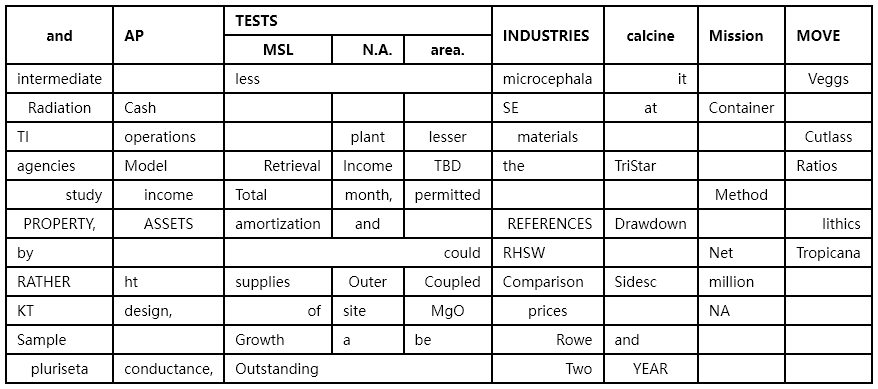 and AP TESTS INDUSTRIES calcine Mission MOVE
MSL N.A. area.
intermediate less microcephala it Veggs
Radiation Cash SE at Container
TI operations plant lesser materials Cutlass
agencies Model Retrieval Income TBD the TriStar Ratios
study income Total month, permitted Method
PROPERTY, ASSETS amortization and REFERENCES Drawdown lithics
by could RHSW Net Tropicana
RATHER ht supplies Outer Coupled Comparison Sidesc million
KT design, of site MgO prices NA
Sample Growth a be Rowe and
pluriseta conductance, Outstanding Two YEAR